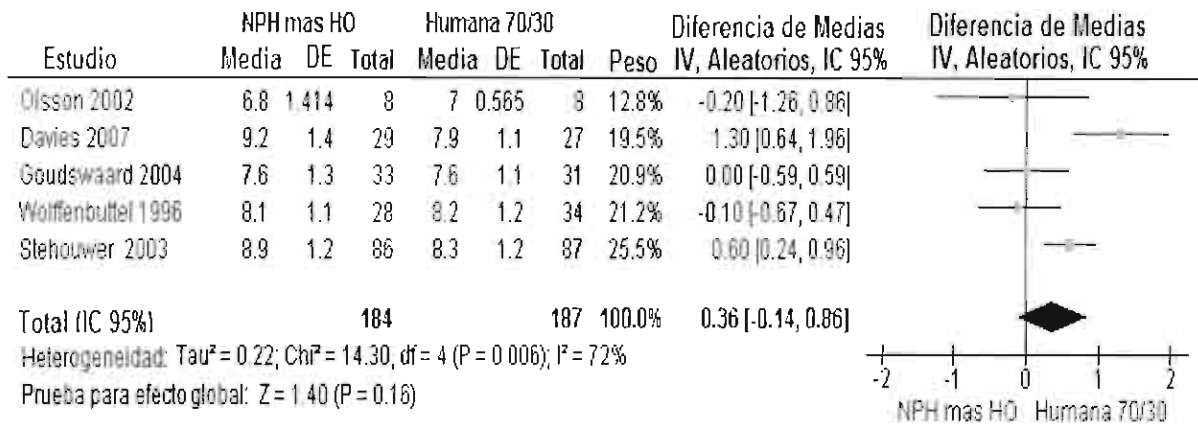 NPH mas HO Humana 70/30 Diferencia de Medias Diferencia de Medias
Estudio Media DE Total Media DE Total Peso IV, Aleatorios, IC 95% IV, Aleatorios, IC 95%
Olsson 2002 6.8 1.414 8 7 0.565 8 12.8% -0.20 [-1.26, 0.86]
Davies 2007 9.2 1.4 29 7.9 1.1 27 19.5% 1.30 [0.64, 1.96]
Goudswaard 2004 7.6 1.3 33 7.6 1.1 31 20.9% 0.00 [-0.59, 0.59]
Wolffenbuttel 1996 8.1 1.1 28 8.2 1.2 34 21.2% -0.10 [-0.67, 0.47]
Stehouwer 2003 8.9 1.2 86 8.3 1.2 87 25.5% 0.60 [0.24, 0.96]
Total (IC 95%) 184 187 100.0% 0.36 [-0.14, 0.86]
Heterogeneidad: Tau² = 0.22; Chi² = 14.30, df = 4 (P = 0.006); I² = 72%
Prueba para efecto global: Z = 1.40 (P = 0.16)
-2 -1 0 1 2
NPH mas HO Humana 70/30